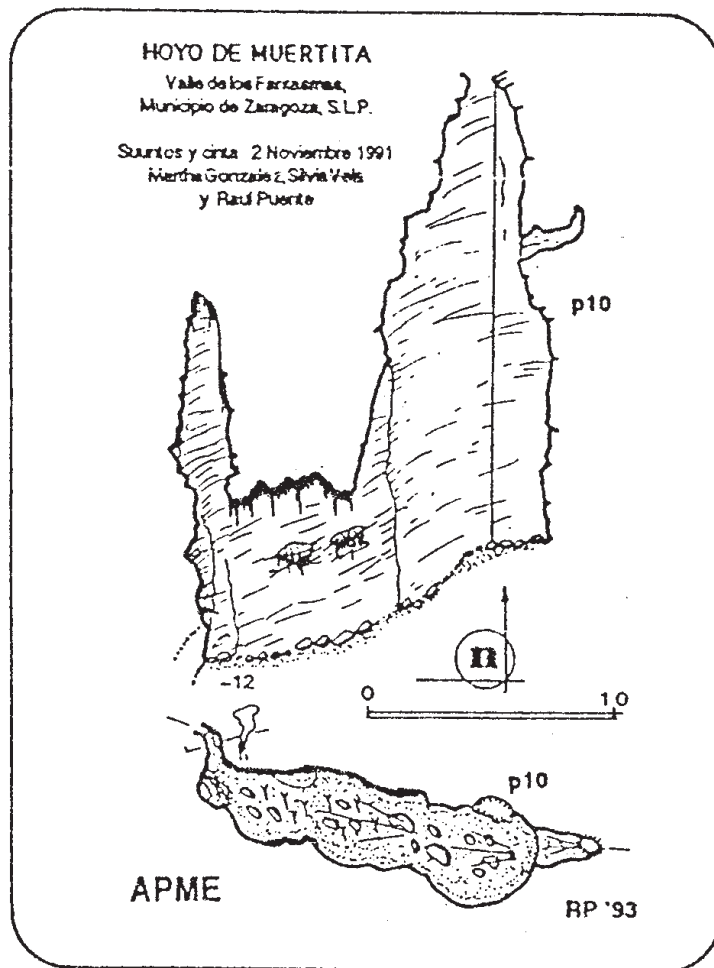 HOYO DE MUERTITA
Valle de los Fantasmas,
Municipio de Zaragoza, S.L.P.
Suuntos y cinta 2 Noviembre 1991
Martha Gonzalez, Silvia Vels
y Raul Puente
p10
-12
n
0 10
p10
APME
RP '93